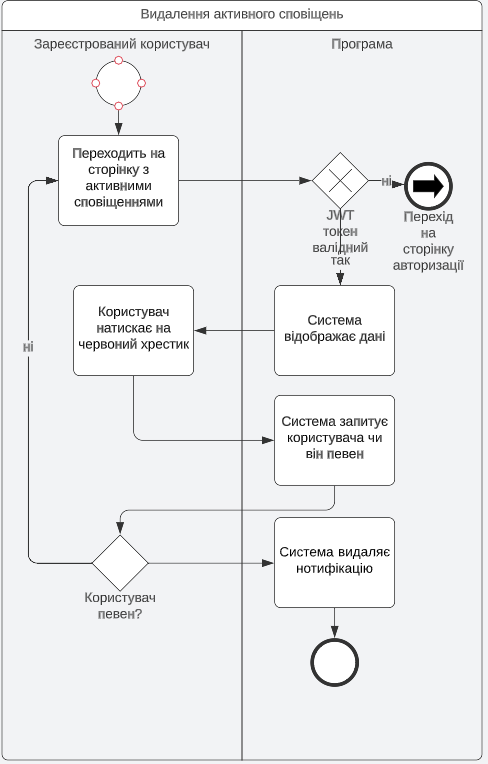 Видалення активного сповіщень
Зареєстрований користувач
Програма
Переходить на
сторінку з
активними
сповіщеннями
ні
JWT
токен
валідний
так
Перехід
на
сторінку
авторизації
Користувач
натискає на
червоний хрестик
Система
відображає дані
ні
Система запитує
користувача чи
він певен
Система видаляє
нотифікацію
Користувач
певен?